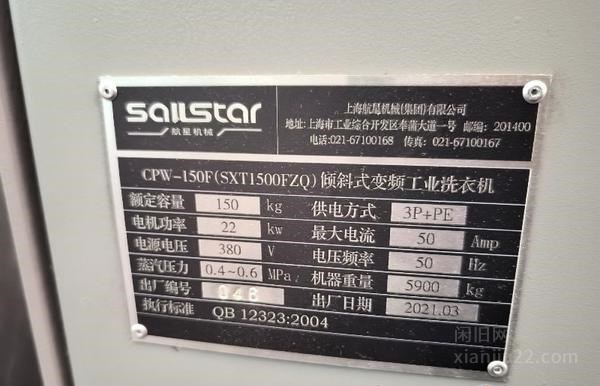 sailstar
航星机械
上海航星机械(集团)有限公司
地址:上海市工业综合开发区奉蒲大道一号 邮编: 201400
电话:021-67100168 传真: 021-67100167
CPW-150F(SXT1500FZQ)倾斜式变频工业洗衣机
额定容量 150 kg 供电方式 3P+PE
电机功率 22 kw 最大电流 50 Amp
电源电压 380 V 电压频率 50 Hz
蒸汽压力 0.4~0.6 MPa 机器重量 5900 kg
出厂编号 048 出厂日期 2021.03
执行标准 QB 12323:2004
闲旧网
xianjiu22.com